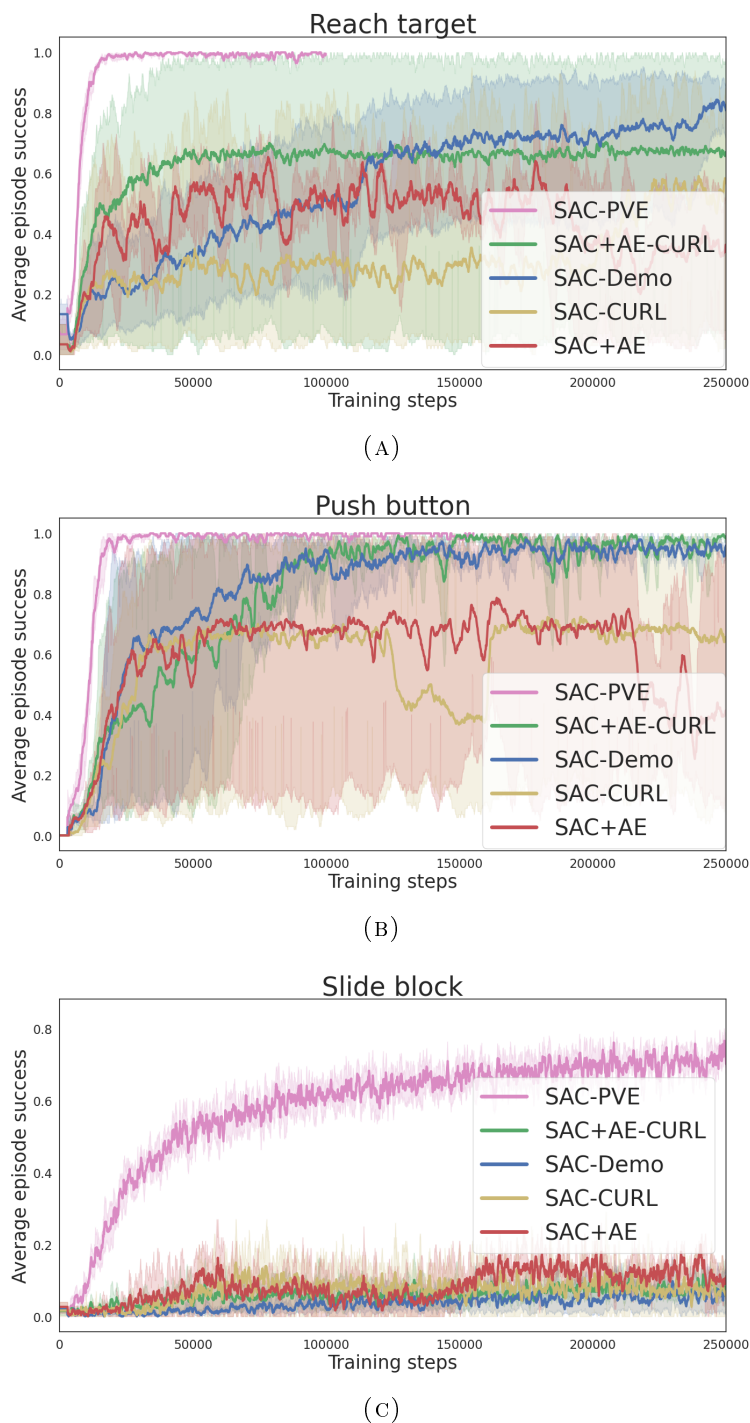 Reach target
Average episode success
1.0
0.8
0.6
0.4
0.2
0.0
SAC-PVE
SAC+AE-CURL
SAC-Demo
SAC-CURL
SAC+AE
0 50000 100000 150000 200000 250000
Training steps
(A)
Push button
Average episode success
1.0
0.8
0.6
0.4
0.2
0.0
SAC-PVE
SAC+AE-CURL
SAC-Demo
SAC-CURL
SAC+AE
0 50000 100000 150000 200000 250000
Training steps
(B)
Slide block
Average episode success
0.8
0.6
0.4
0.2
0.0
SAC-PVE
SAC+AE-CURL
SAC-Demo
SAC-CURL
SAC+AE
0 50000 100000 150000 200000 250000
Training steps
(C)